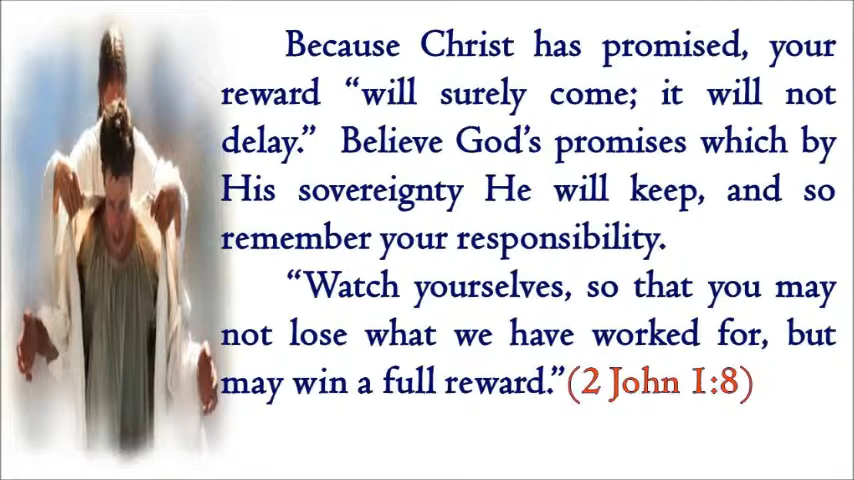 Because Christ has promised, your
reward “will surely come; it will not
delay.” Believe God’s promises which by
His sovereignty He will keep, and so
remember your responsibility.
“Watch yourselves, so that you may
not lose what we have worked for, but
may win a full reward.”(2 John 1:8)